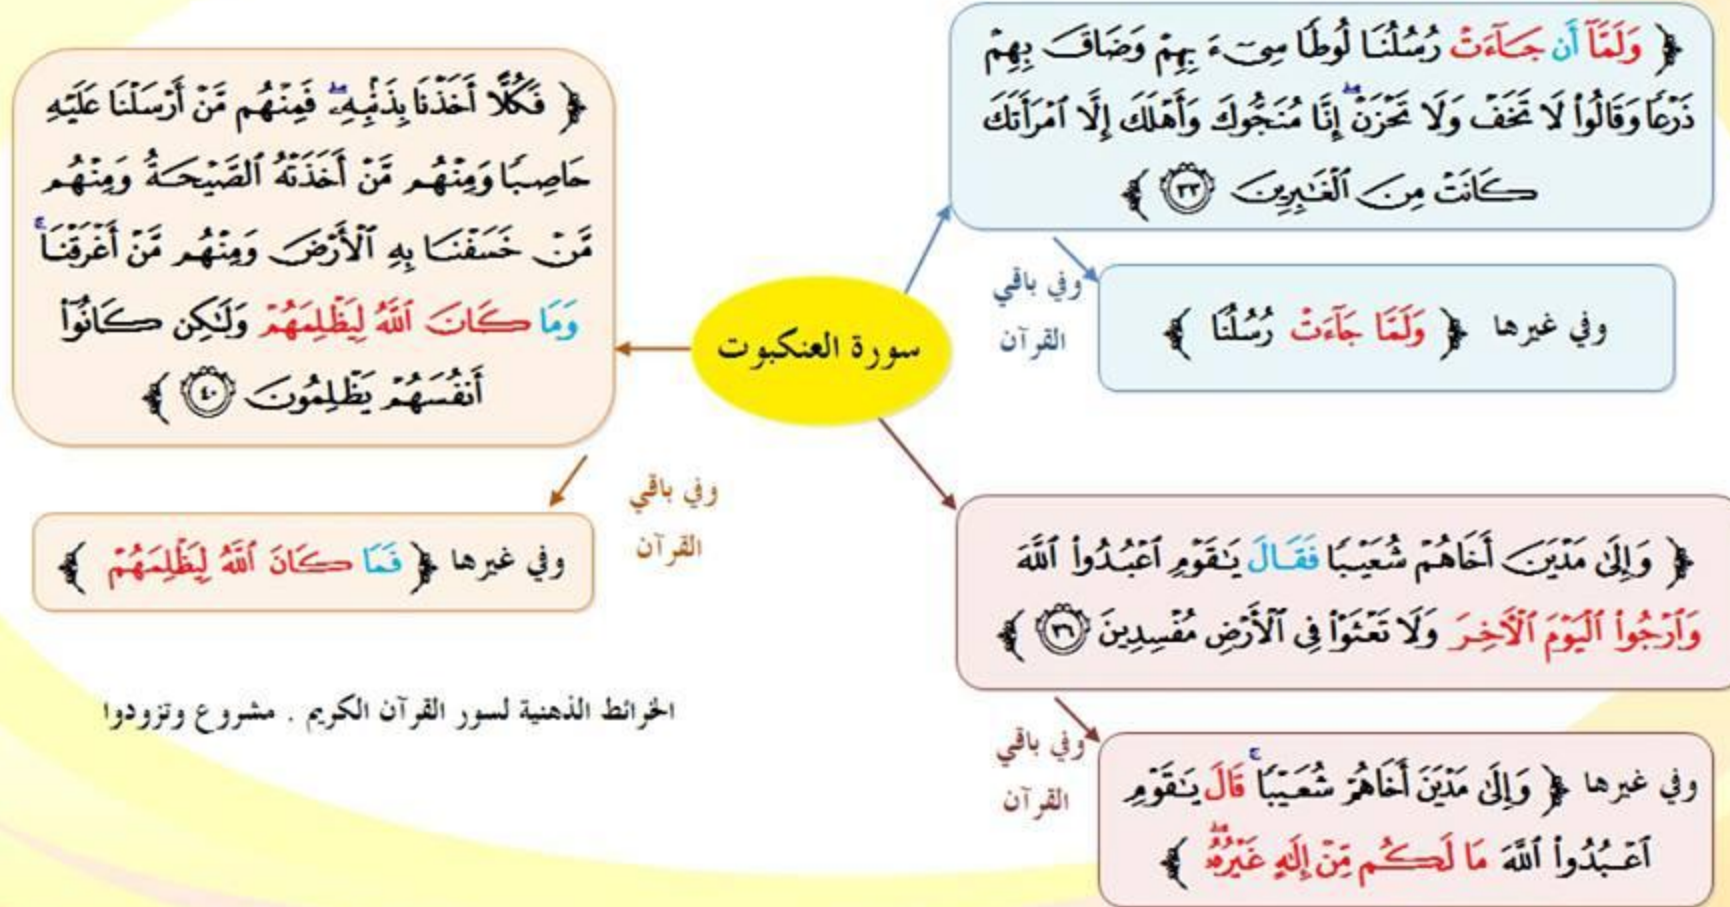 ﴿ وَلَمَّآ أَن جَآءَتْ رُسُلُنَا لُوطًا سِىٓءَ بِهِمْ وَضَاقَ بِهِمْ
ذَرْعًا وَقَالُوا۟ لَا تَخَفْ وَلَا تَحْزَنْ ۖ إِنَّا مُنَجُّوكَ وَأَهْلَكَ إِلَّا ٱمْرَأَتَكَ
كَانَتْ مِنَ ٱلْغَـٰبِرِينَ ٣٣ ﴾
وفي باقي
القرآن
وفي غيرها ﴿ وَلَمَّا جَآءَتْ رُسُلُنَا ﴾
سورة العنكبوت
﴿ فَكُلًّا أَخَذْنَا بِذَنۢبِهِۦ ۖ فَمِنْهُم مَّنْ أَرْسَلْنَا عَلَيْهِ
حَاصِبًا وَمِنْهُم مَّنْ أَخَذَتْهُ ٱلصَّيْحَةُ وَمِنْهُم
مَّنْ خَسَفْنَا بِهِ ٱلْأَرْضَ وَمِنْهُم مَّنْ أَغْرَقْنَا ۚ
وَمَا كَانَ ٱللَّهُ لِيَظْلِمَهُمْ وَلَـٰكِن كَانُوٓا۟
أَنفُسَهُمْ يَظْلِمُونَ ٤٠ ﴾
وفي باقي
القرآن
وفي غيرها ﴿ فَمَا كَانَ ٱللَّهُ لِيَظْلِمَهُمْ ﴾
﴿ وَإِلَىٰ مَدْيَنَ أَخَاهُمْ شُعَيْبًا فَقَالَ يَـٰقَوْمِ ٱعْبُدُوا۟ ٱللَّهَ
وَٱرْجُوا۟ ٱلْيَوْمَ ٱلْـَٔاخِرَ وَلَا تَعْثَوْا۟ فِى ٱلْأَرْضِ مُفْسِدِينَ ٣٦ ﴾
وفي باقي
القرآن
وفي غيرها ﴿ وَإِلَىٰ مَدْيَنَ أَخَاهُمْ شُعَيْبًا ۚ قَالَ يَـٰقَوْمِ
ٱعْبُدُوا۟ ٱللَّهَ مَا لَكُم مِّنْ إِلَـٰهٍ غَيْرُهُۥ ۖ ﴾
الخرائط الذهنية لسور القرآن الكريم . مشروع وتزودوا